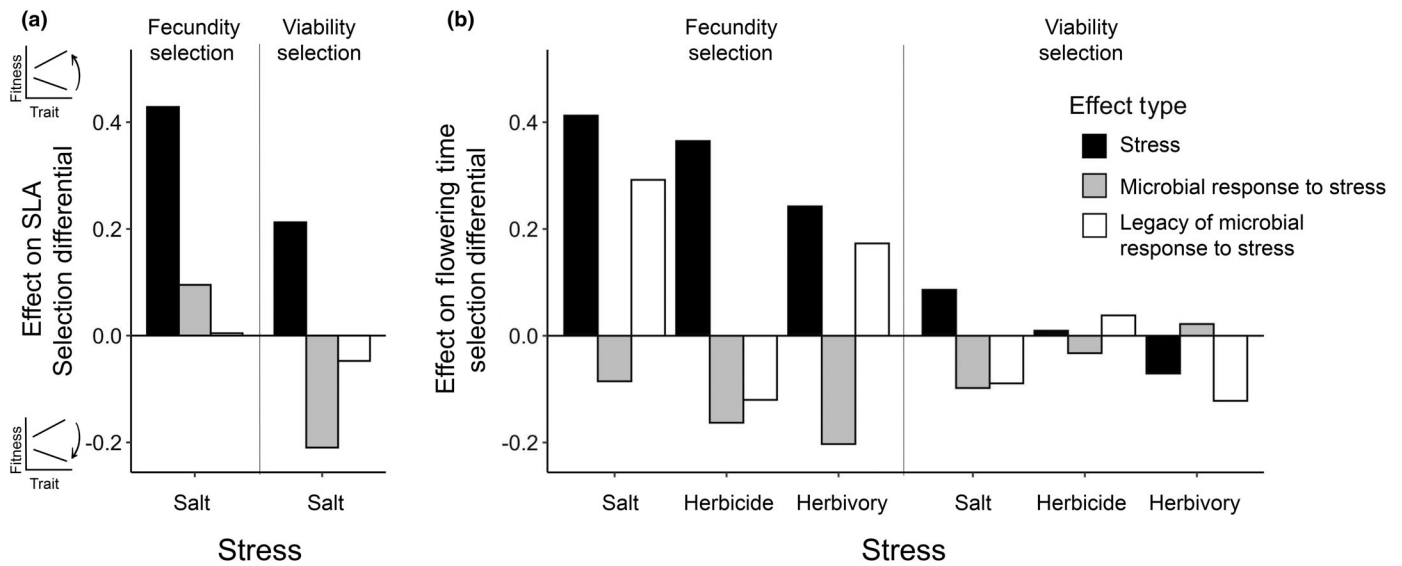 (a)
Fecundity
selection
Viability
selection
Fitness
Trait
Effect on SLA
Selection differential
0.4
0.2
0.0
-0.2
Fitness
Trait
Salt
Salt
Stress
(b)
Fecundity
selection
Viability
selection
Effect on flowering time
selection differential
0.4
0.2
0.0
-0.2
Effect type
Stress
Microbial response to stress
Legacy of microbial
response to stress
Salt
Herbicide
Herbivory
Salt
Herbicide
Herbivory
Stress